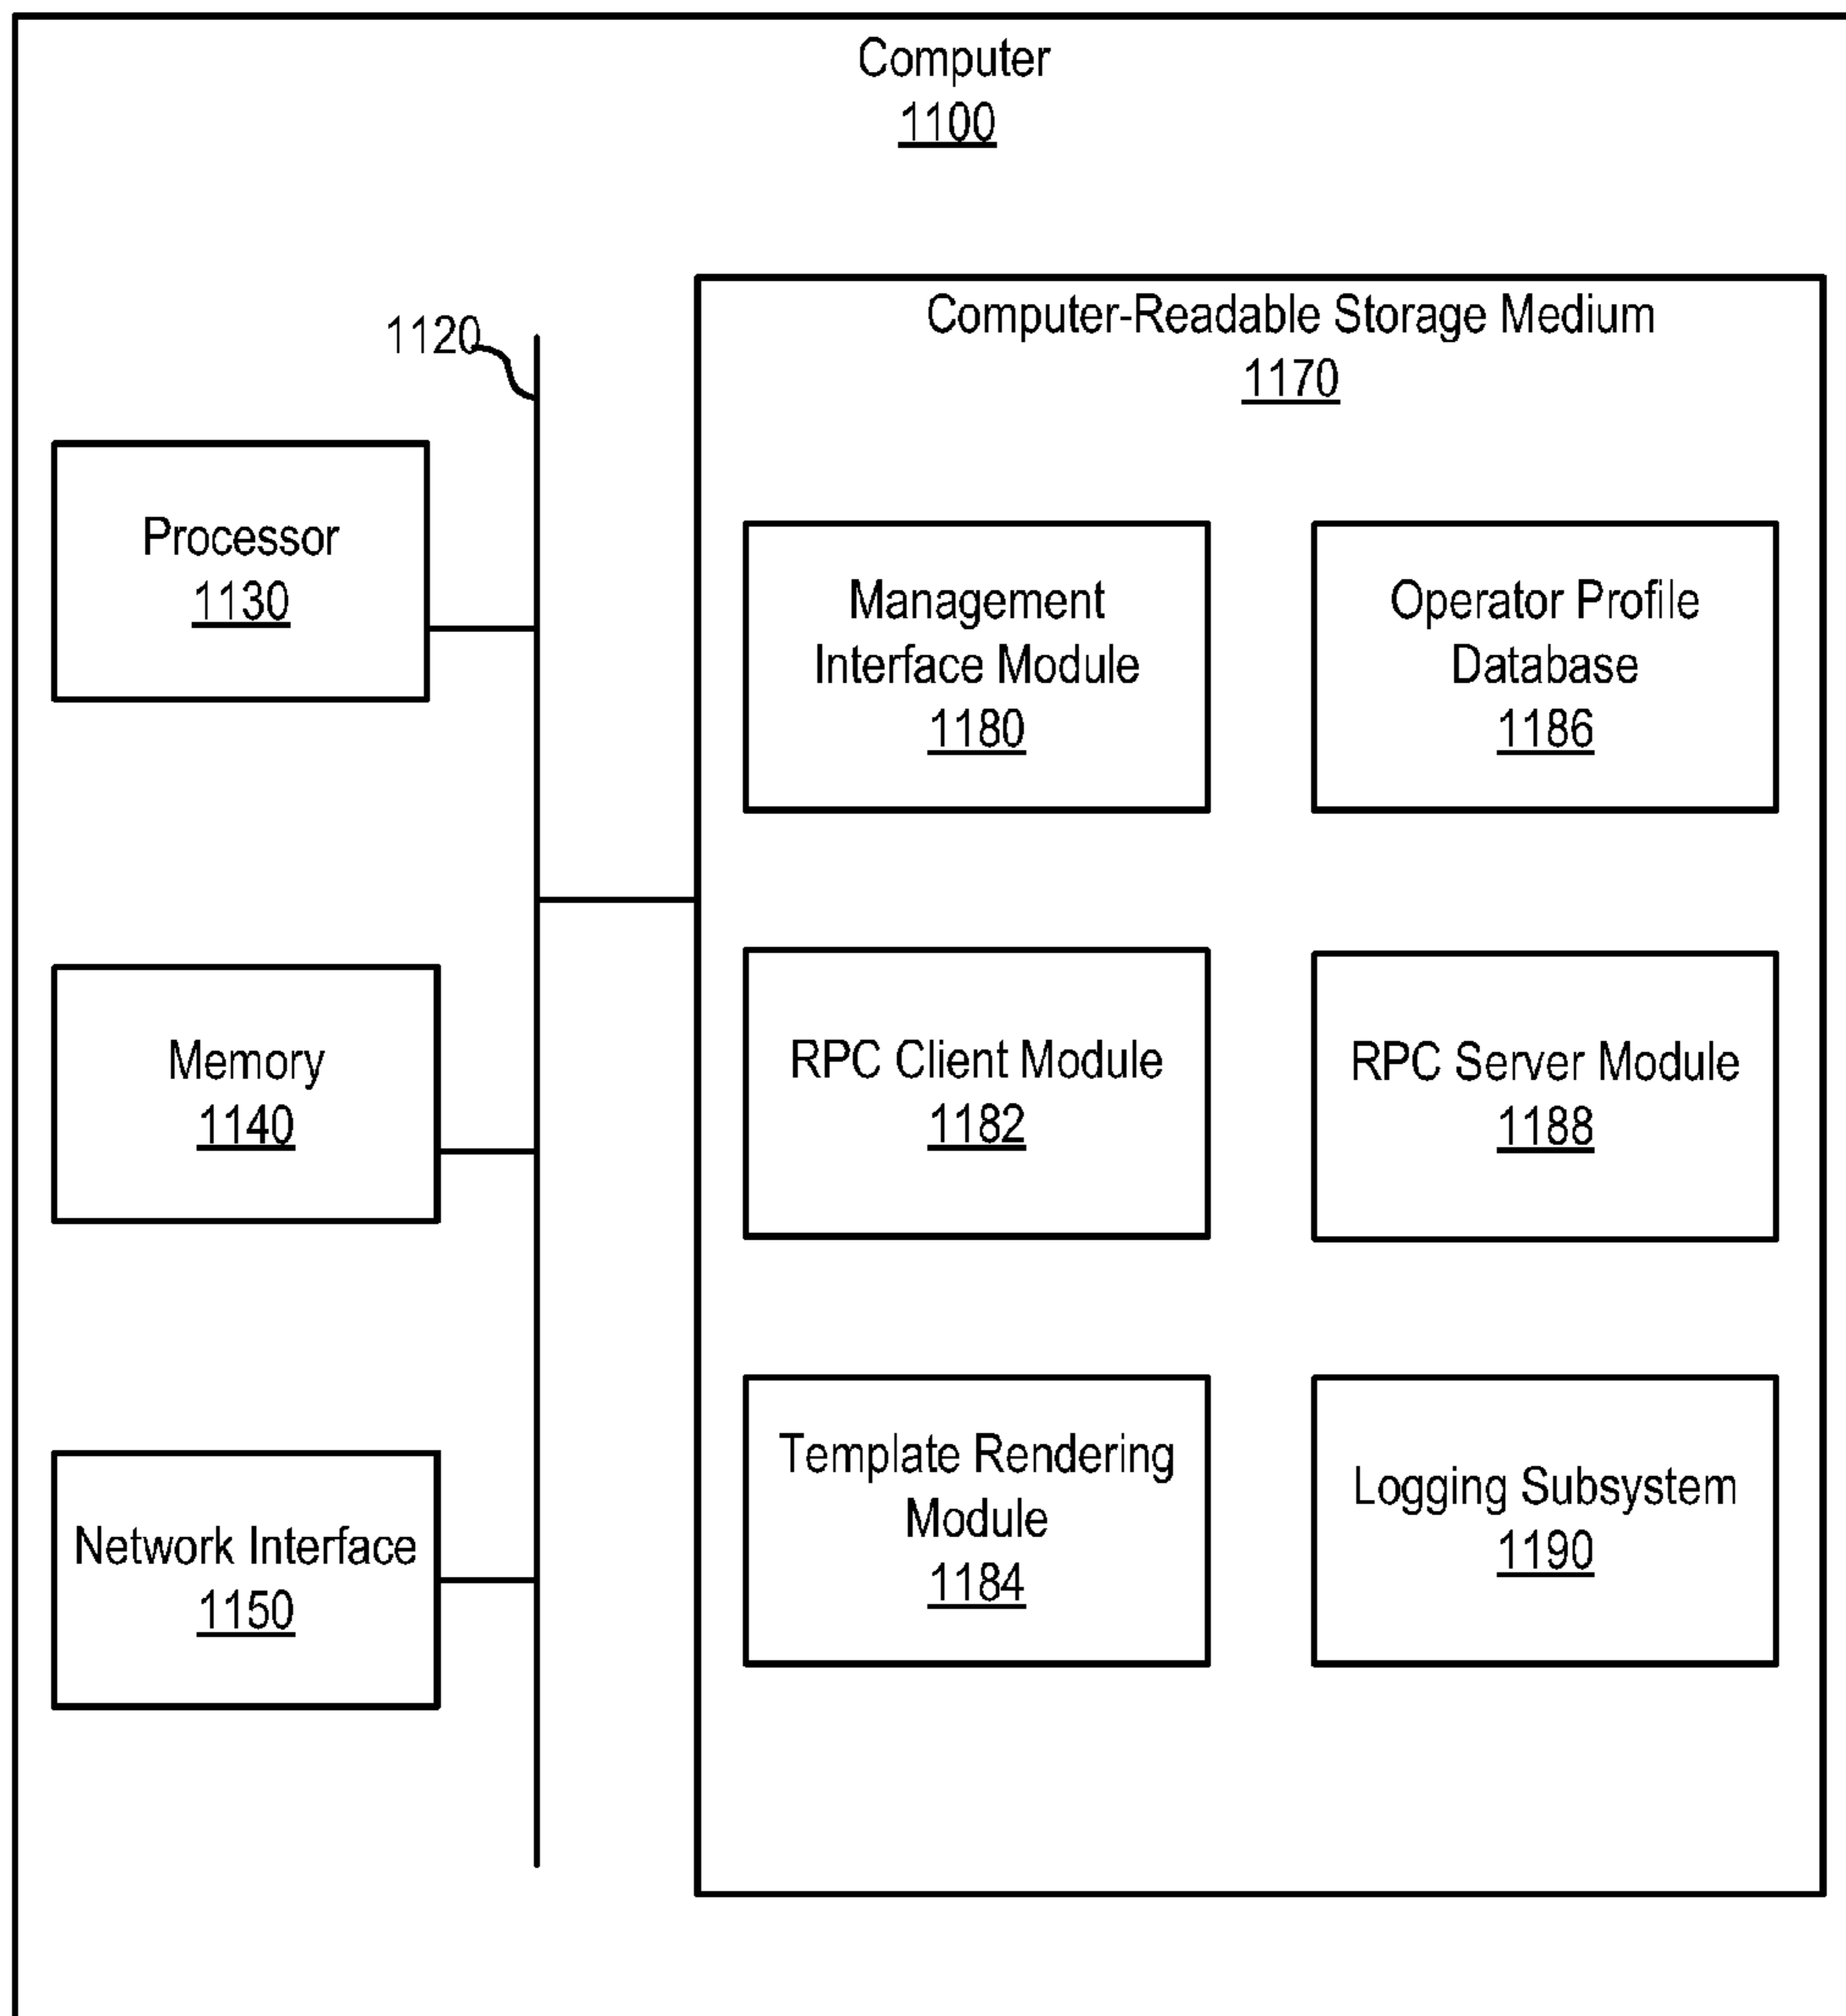 Computer
1100
1120
Processor
1130
Memory
1140
Network Interface
1150
Computer-Readable Storage Medium
1170
Management
Interface Module
1180
Operator Profile
Database
1186
RPC Client Module
1182
RPC Server Module
1188
Template Rendering
Module
1184
Logging Subsystem
1190